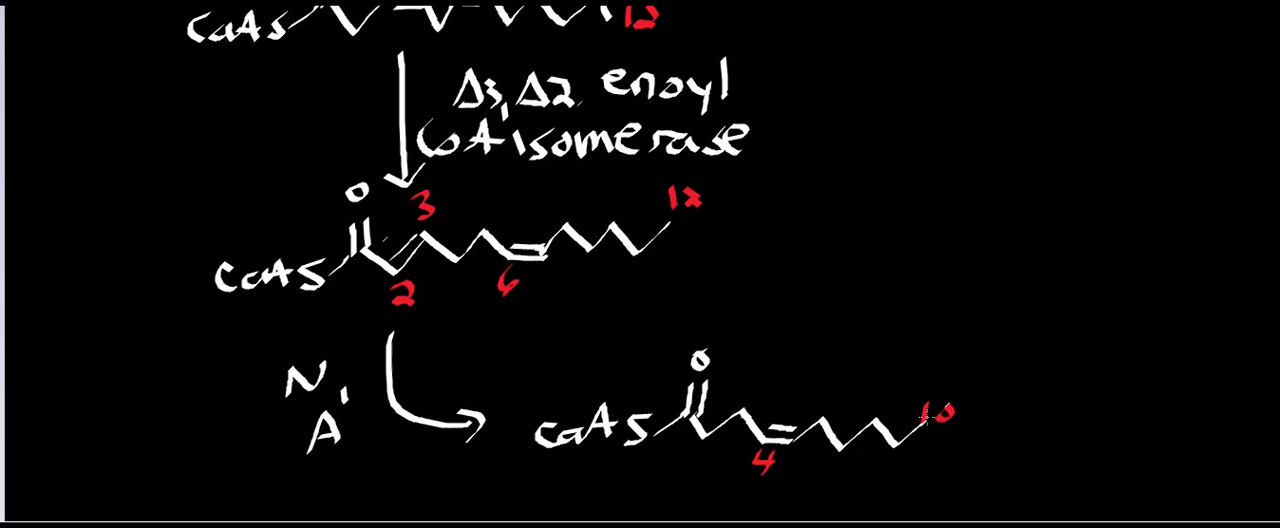 CoAS 12
Δ3,Δ2 enoyl
CoA isomerase
O
3 12
CoAS
2 6
N
A
O
10
CoAS
4